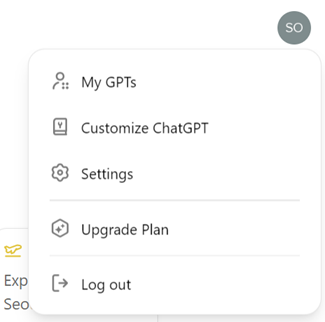 SO
My GPTs
Customize ChatGPT
Settings
Upgrade Plan
Log out
Exp
Seo